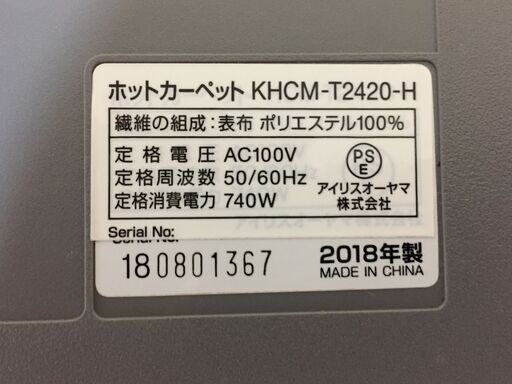 ホットカーペット KHCM-T2420-H
繊維の組成:表布 ポリエステル100%
定格電圧 AC100V
定格周波数 50/60Hz
定格消費電力 740W
PS
E
アイリスオーヤマ
株式会社
Serial No:
Serial No:
180801367
2018年製
MADE IN CHINA